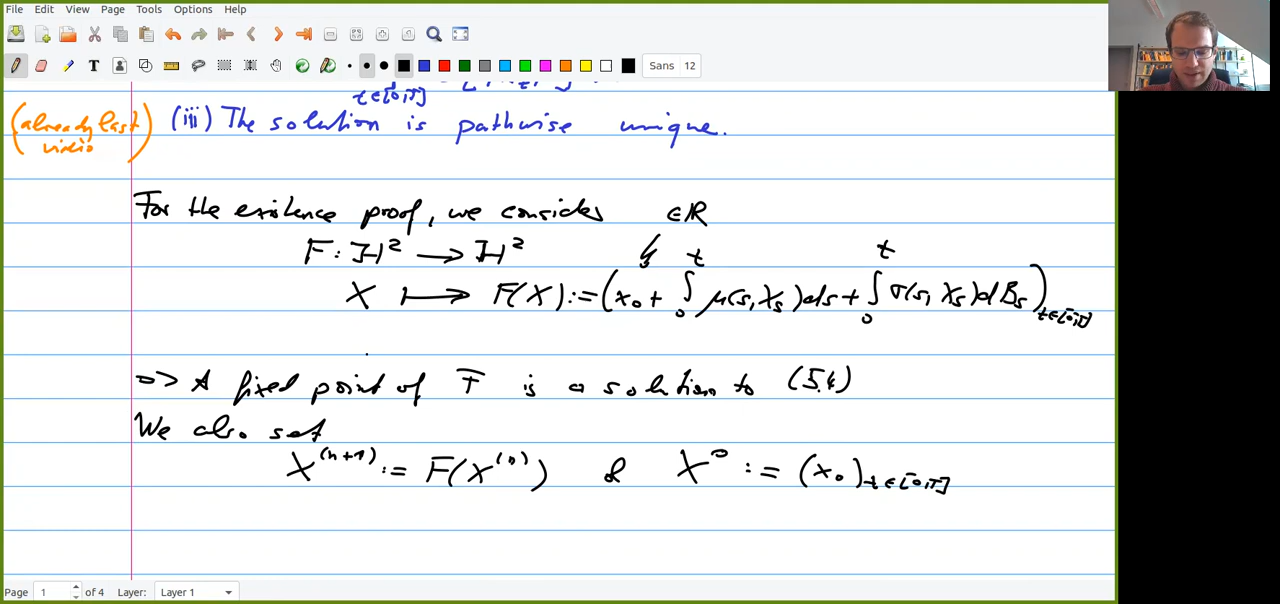 File Edit View Page Tools Options Help
Sans 12
t∈[0,T]
(already last video)
(iii) The solution is pathwise unique.
For the existence proof, we consider ∈ℝ
F: ℍ² → ℍ²
X ↦ F(X) := (x₀ + ∫₀ᵗ μ(s, Xₛ)ds + ∫₀ᵗ σ(s, Xₛ)dBₛ)_{t∈[0,T]}
=> A fixed point of F is a solution to (5.4)
We also set
X⁽ⁿ⁺¹⁾ := F(X⁽ⁿ⁾) & X⁰ := (x₀)_{t∈[0,T]}
Page 1 of 4 Layer: Layer 1